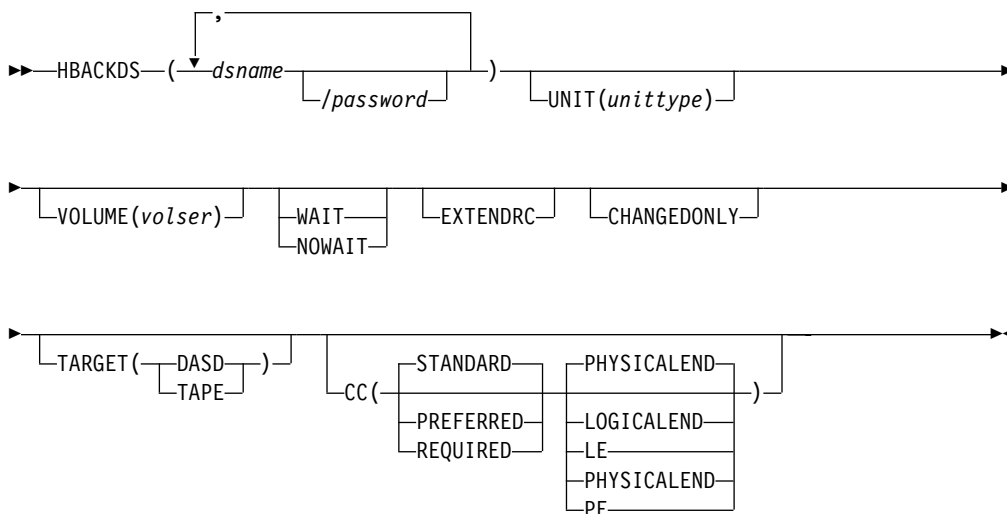 ,
HBACKDS ( dsname )
/password
UNIT(unittype)
VOLUME(volser)
WAIT
NOWAIT
EXTENDRC
CHANGEDONLY
TARGET( DASD )
TAPE
STANDARD
PHYSICALEND
CC( )
PREFERRED
REQUIRED
LOGICALEND
LE
PHYSICALEND
PE